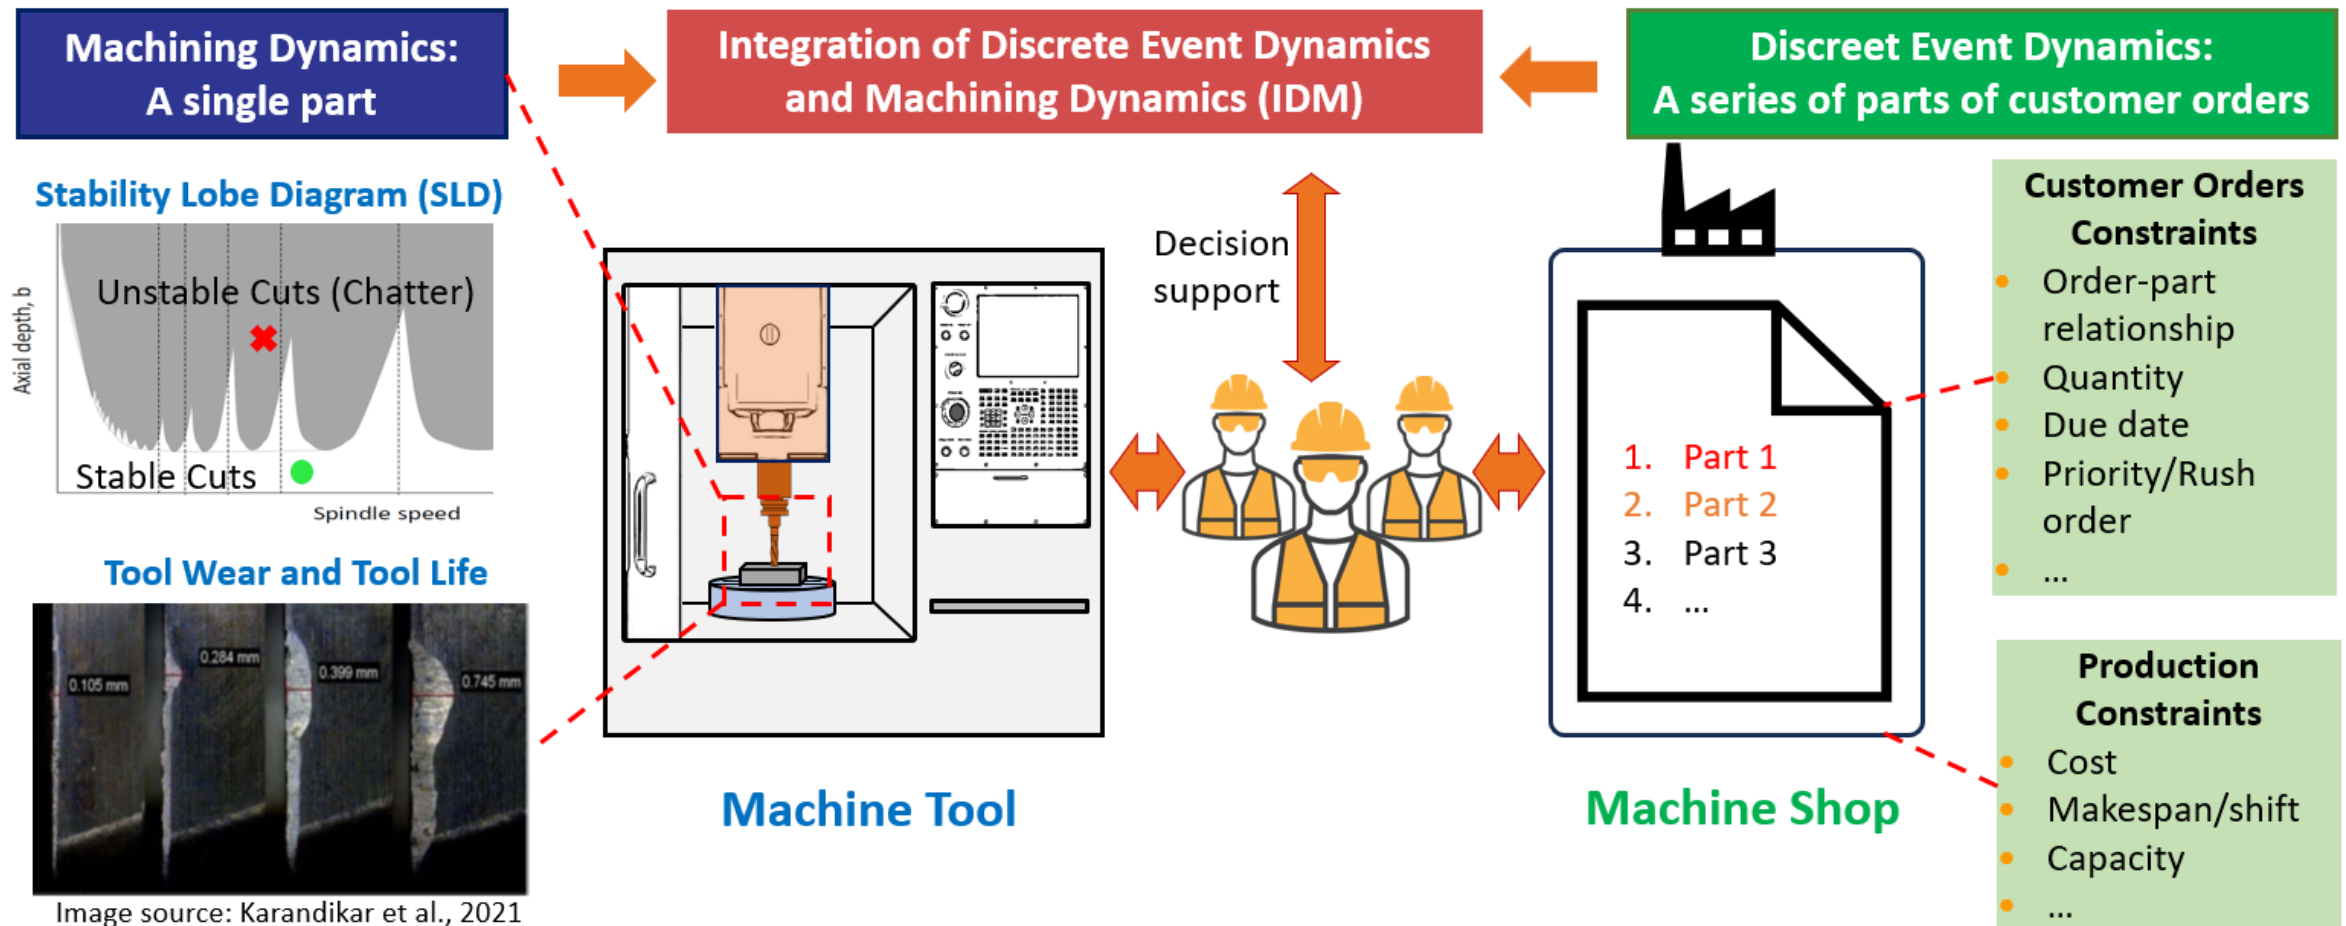 Machining Dynamics:
A single part
Integration of Discrete Event Dynamics
and Machining Dynamics (IDM)
Discreet Event Dynamics:
A series of parts of customer orders
Stability Lobe Diagram (SLD)
Unstable Cuts (Chatter)
Axial depth, b
Stable Cuts
Spindle speed
Tool Wear and Tool Life
0.105 mm
0.284 mm
0.399 mm
0.745 mm
Image source: Karandikar et al., 2021
Machine Tool
Decision
support
1. Part 1
2. Part 2
3. Part 3
4. ...
Machine Shop
Customer Orders
Constraints
• Order-part
relationship
• Quantity
• Due date
• Priority/Rush
order
• ...
Production
Constraints
• Cost
• Makespan/shift
• Capacity
• ...